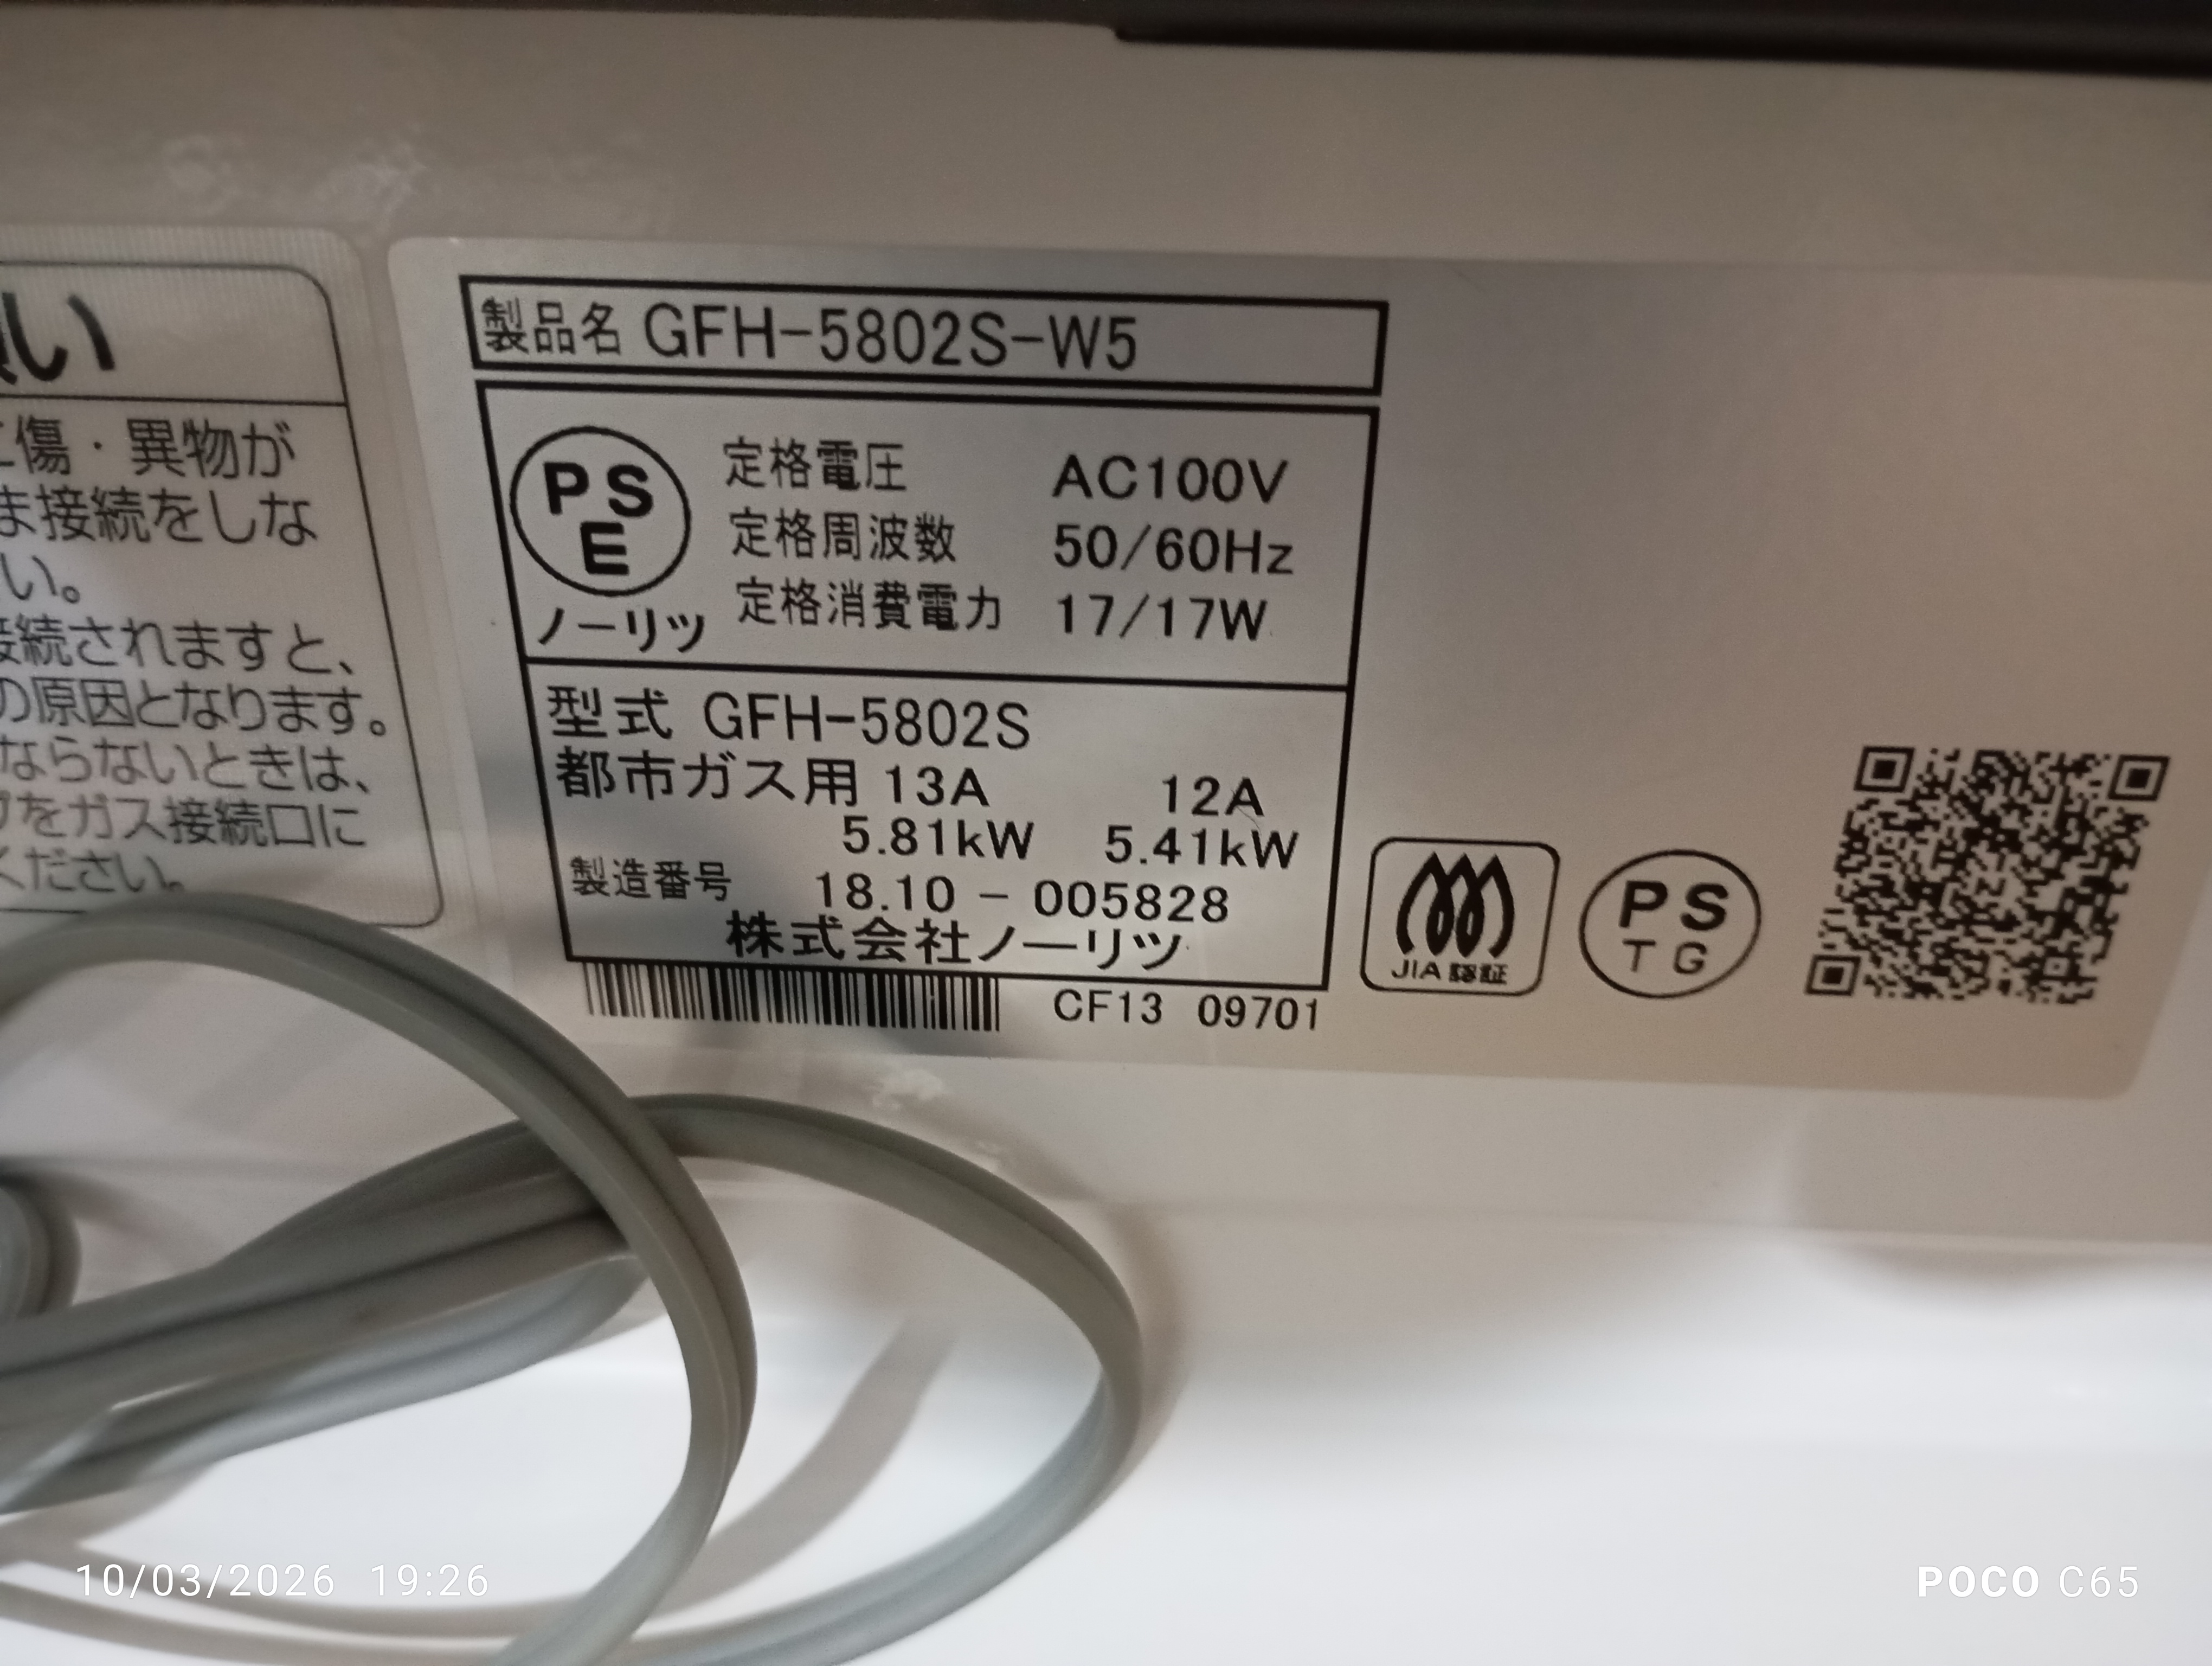 い
傷・異物が
ま接続をしな
い。
接続されますと、
の原因となります。
ならないときは、
をガス接続口に
ください。
製品名 GFH-5802S-W5
PS
E
ノーリツ
定格電圧 AC100V
定格周波数 50/60Hz
定格消費電力 17/17W
型式 GFH-5802S
都市ガス用 13A 12A
5.81kW 5.41kW
製造番号 18.10 - 005828
株式会社ノーリツ
CF13 09701
JIA 認証
PS
TG
10/03/2026 19:26
POCO C65